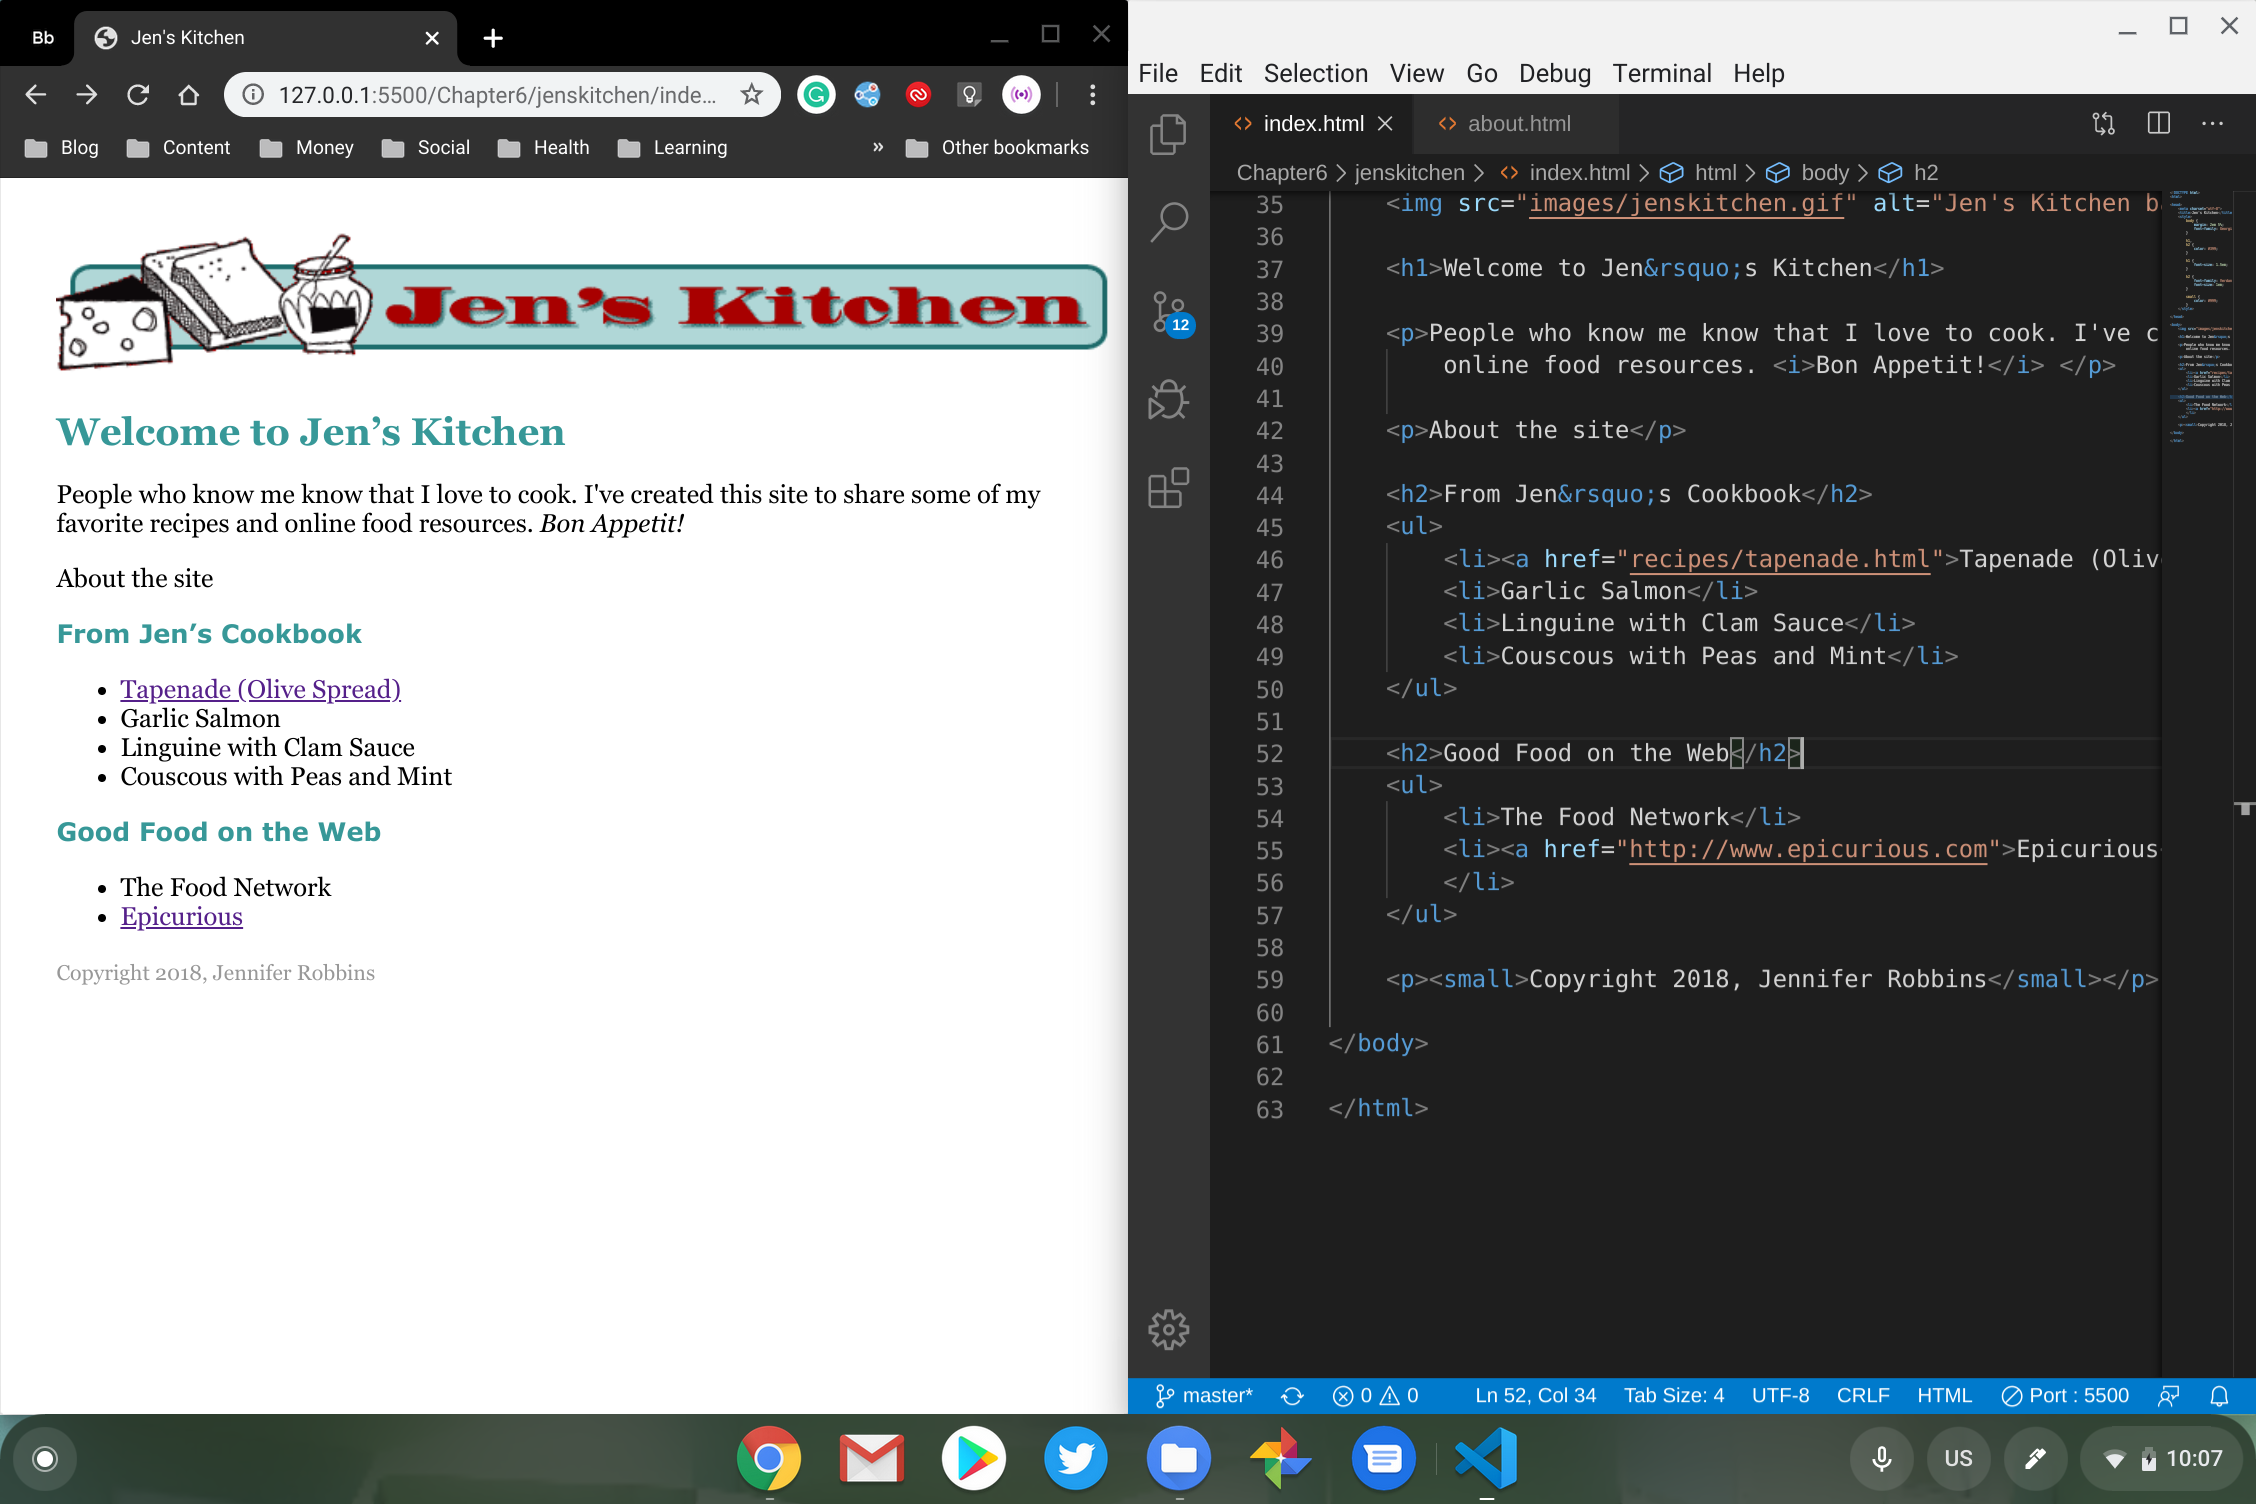 Bb
Jen's Kitchen
127.0.0.1:5500/Chapter6/jenskitchen/inde...
Blog Content Money Social Health Learning » Other bookmarks
Jen's Kitchen
Welcome to Jen’s Kitchen
People who know me know that I love to cook. I've created this site to share some of my
favorite recipes and online food resources. Bon Appetit!
About the site
From Jen’s Cookbook
• Tapenade (Olive Spread)
• Garlic Salmon
• Linguine with Clam Sauce
• Couscous with Peas and Mint
Good Food on the Web
• The Food Network
• Epicurious
Copyright 2018, Jennifer Robbins
File Edit Selection View Go Debug Terminal Help
index.html about.html
Chapter6 > jenskitchen > index.html > html > body > h2
12
35 <img src="images/jenskitchen.gif" alt="Jen's Kitchen ba
36
37 <h1>Welcome to Jen&rsquo;s Kitchen</h1>
38
39 <p>People who know me know that I love to cook. I've c
40 online food resources. <i>Bon Appetit!</i> </p>
41
42 <p>About the site</p>
43
44 <h2>From Jen&rsquo;s Cookbook</h2>
45 <ul>
46 <li><a href="recipes/tapenade.html">Tapenade (Oliv
47 <li>Garlic Salmon</li>
48 <li>Linguine with Clam Sauce</li>
49 <li>Couscous with Peas and Mint</li>
50 </ul>
51
52 <h2>Good Food on the Web</h2>
53 <ul>
54 <li>The Food Network</li>
55 <li><a href="http://www.epicurious.com">Epicurious
56 </li>
57 </ul>
58
59 <p><small>Copyright 2018, Jennifer Robbins</small></p>
60
61 </body>
62
63 </html>
master* 0 0 Ln 52, Col 34 Tab Size: 4 UTF-8 CRLF HTML Port : 5500
US 10:07